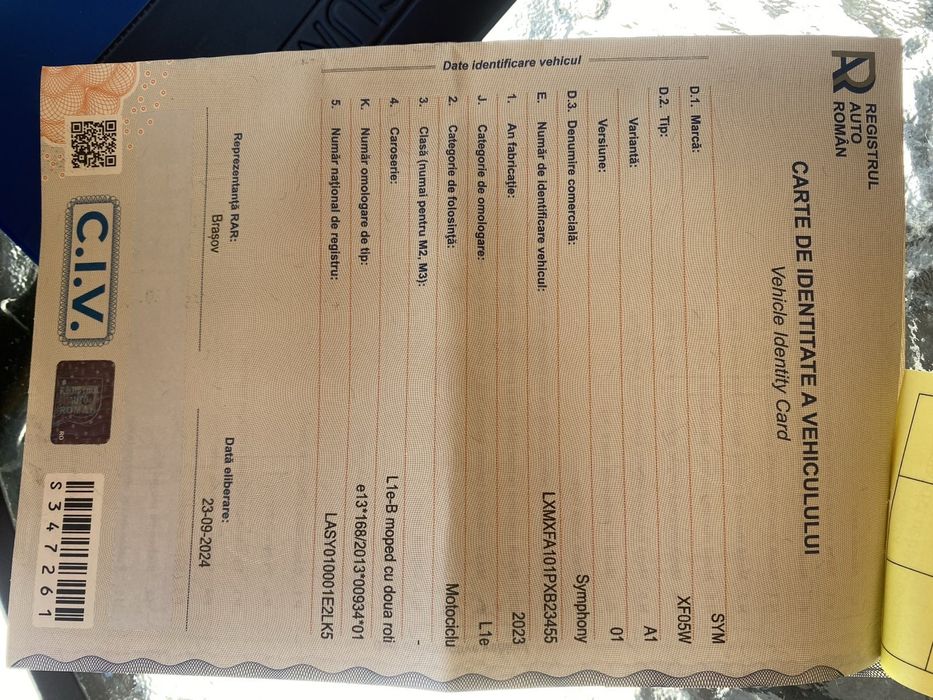 REGISTRUL
AUTO
ROMÂN
CARTE DE IDENTITATE A VEHICULULUI
Vehicle Identity Card
Date identificare vehicul
D.1. Marcă: SYM
D.2. Tip: XF05W
Variantă: A1
Versiune: 01
D.3. Denumire comercială: Symphony
E. Număr de identificare vehicul: LXMXFA101PXB23455
1. An fabricație: 2023
J. Categorie de omologare: L1e
2. Categorie de folosință: Motociclu
3. Clasă (numai pentru M2, M3): -
4. Caroserie: L1e-B moped cu doua roti
K. Număr omologare de tip: e13*168/2013*00934*01
5. Număr național de registru: LASY010001E2LK5
Reprezentanță RAR: Dată eliberare:
Brașov 23-09-2024
C.I.V.
S347261